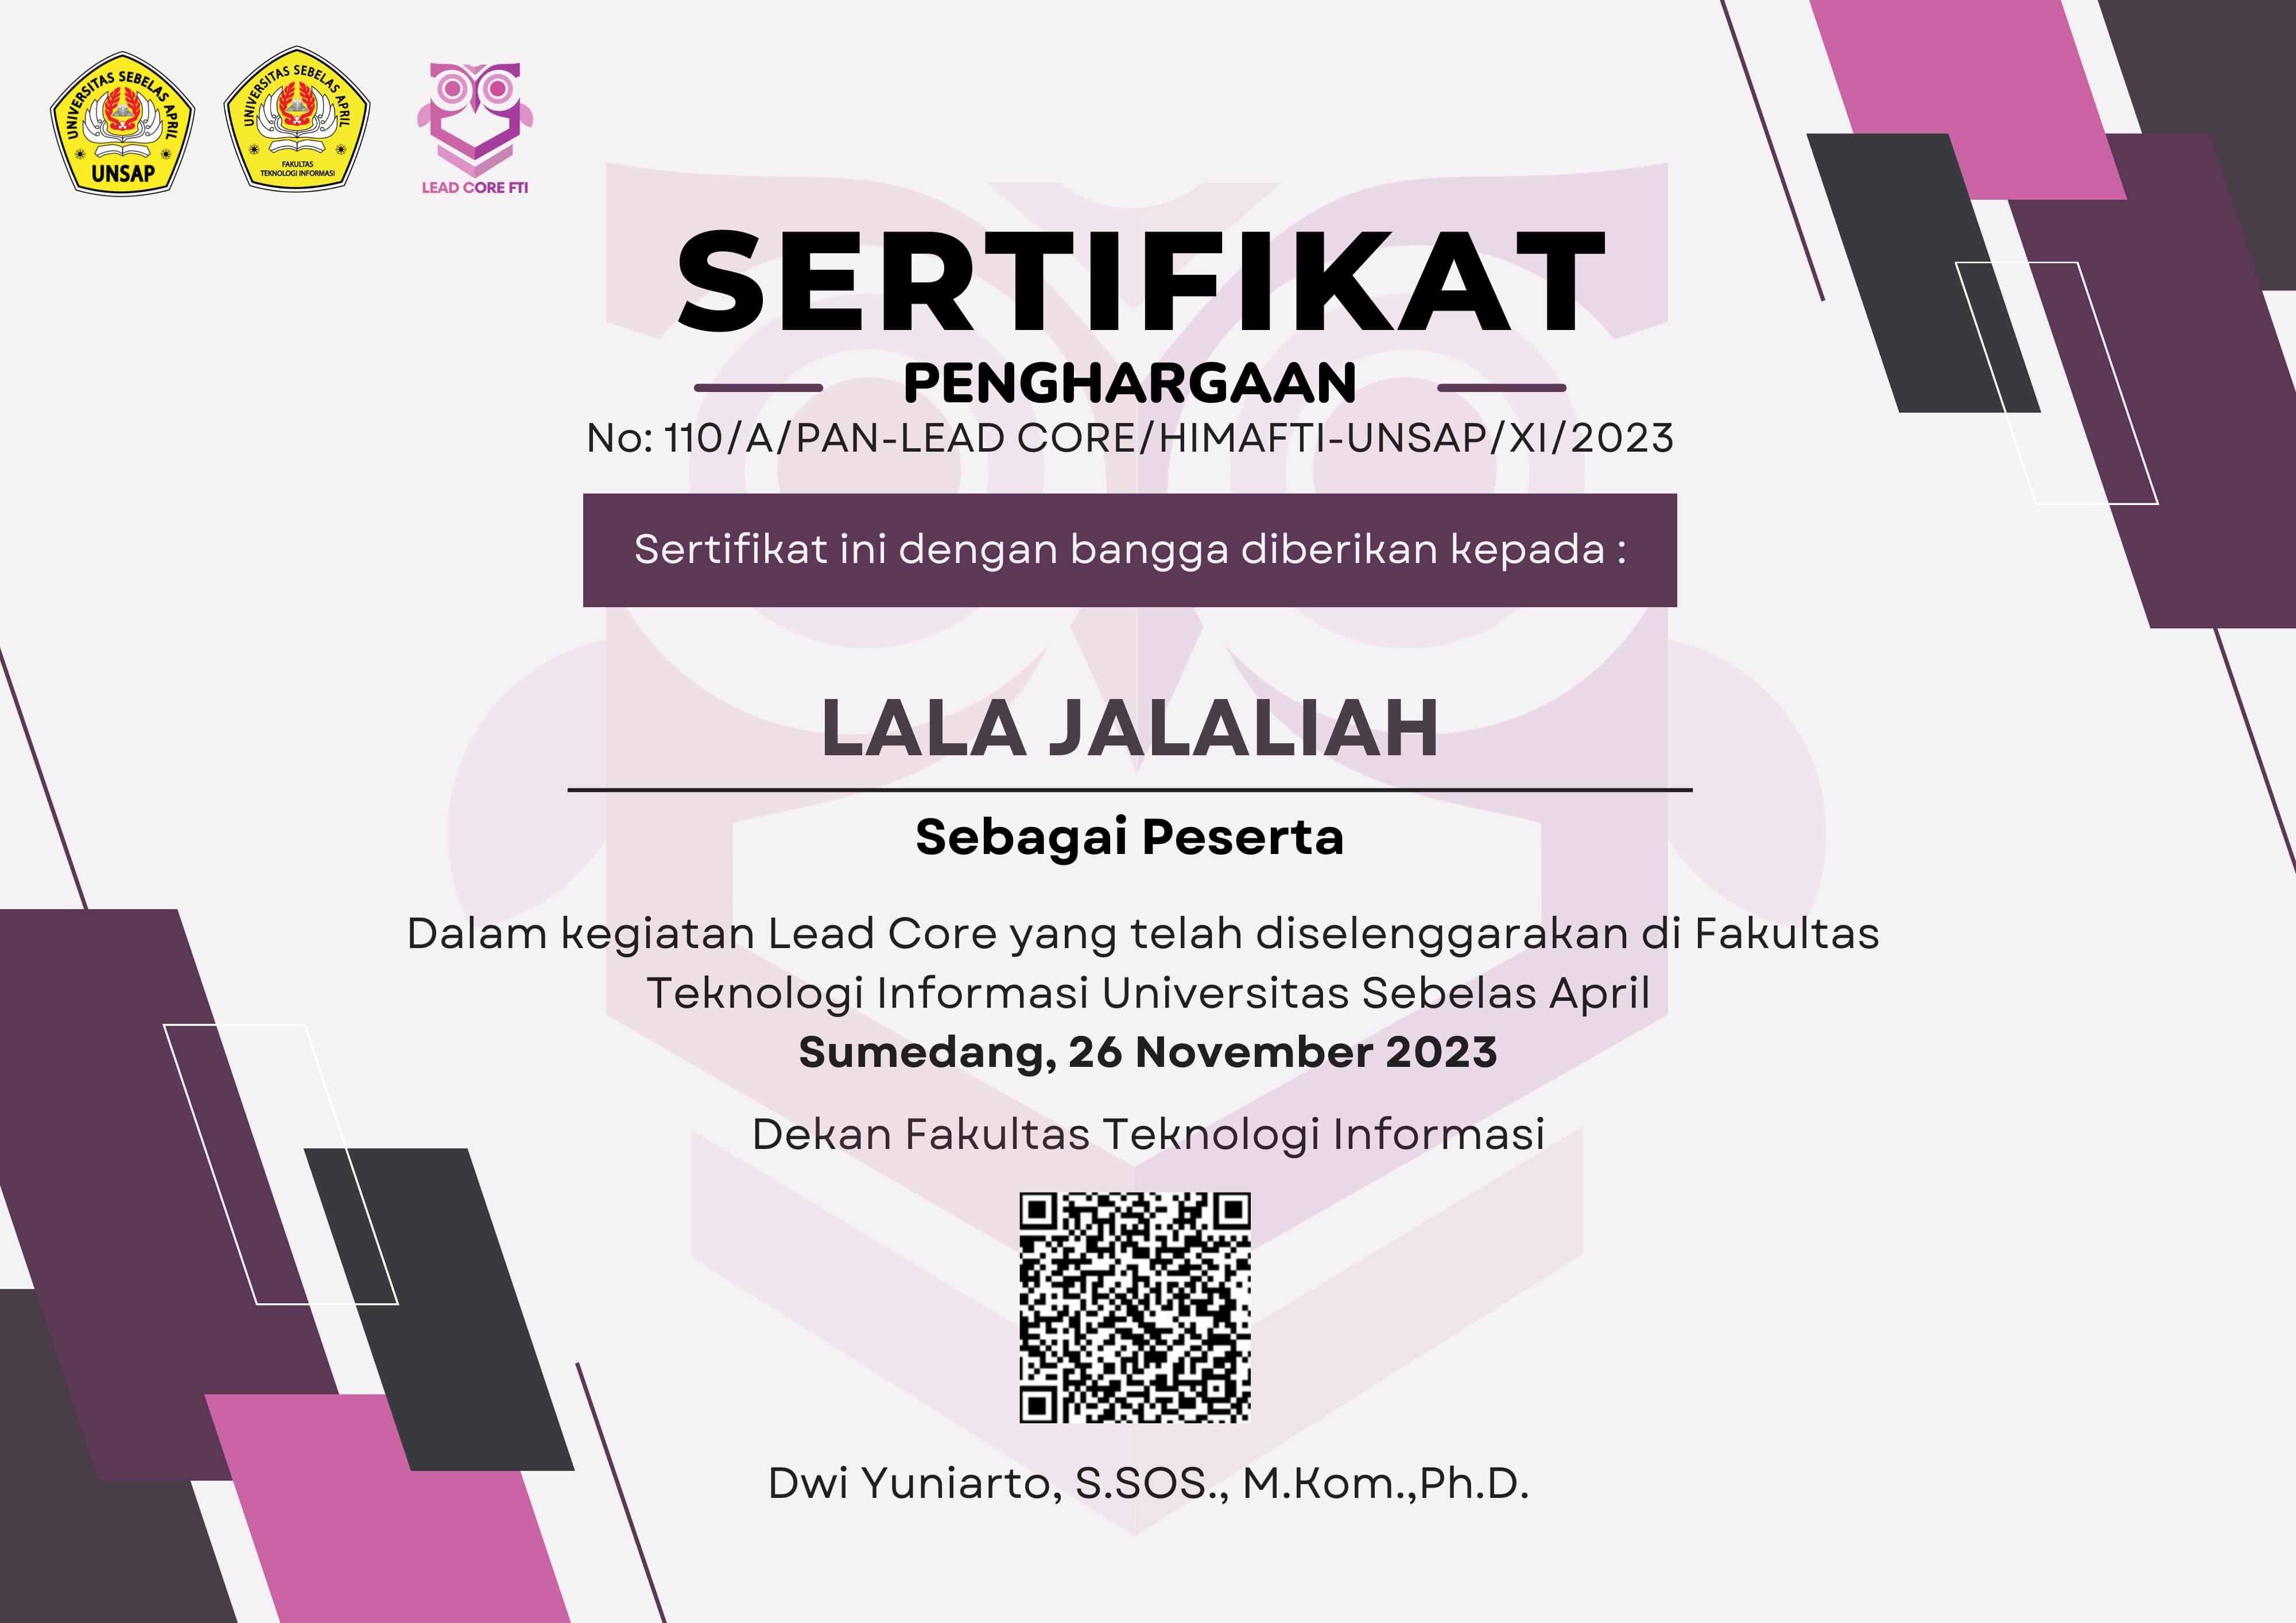 UNIVERSITAS SEBELAS APRIL
UNSAP
UNIVERSITAS SEBELAS APRIL
FAKULTAS
TEKNOLOGI INFORMASI
LEAD CORE FTI
SERTIFIKAT
PENGHARGAAN
No: 110/A/PAN-LEAD CORE/HIMAFTI-UNSAP/XI/2023
Sertifikat ini dengan bangga diberikan kepada :
LALA JALALIAH
Sebagai Peserta
Dalam kegiatan Lead Core yang telah diselenggarakan di Fakultas
Teknologi Informasi Universitas Sebelas April
Sumedang, 26 November 2023
Dekan Fakultas Teknologi Informasi
Dwi Yuniarto, S.SOS., M.Kom.,Ph.D.